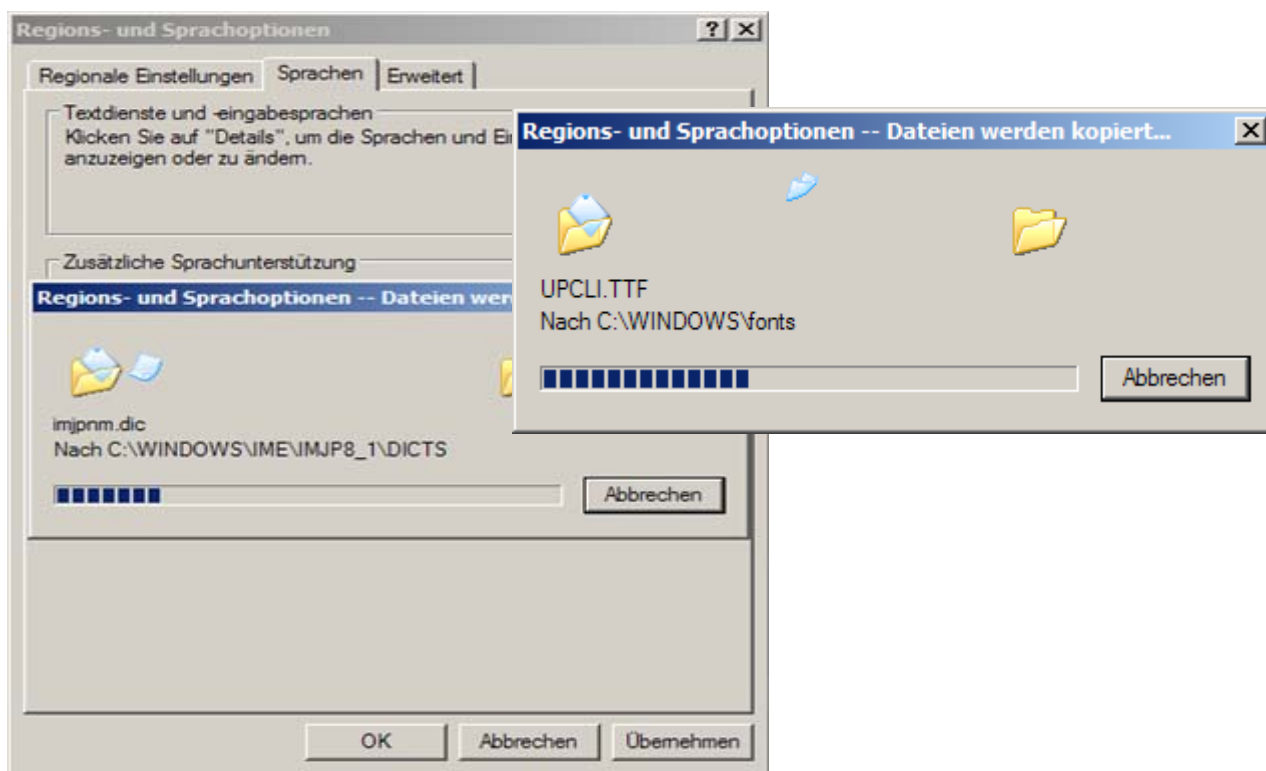 Regions- und Sprachoptionen
Regionale Einstellungen Sprachen Erweitert
Textdienste und -eingabesprachen
Klicken Sie auf "Details", um die Sprachen und
anzuzeigen oder zu ändern.
Zusätzliche Sprachunterstützung
Regions- und Sprachoptionen -- Dateien
imjpnm.dic
Nach C:\WINDOWS\IME\IMJP8_1\DICTS
Abbrechen
OK Abbrechen Übernehmen
Regions- und Sprachoptionen -- Dateien werden kopiert...
UPCLI.TTF
Nach C:\WINDOWS\fonts
Abbrechen